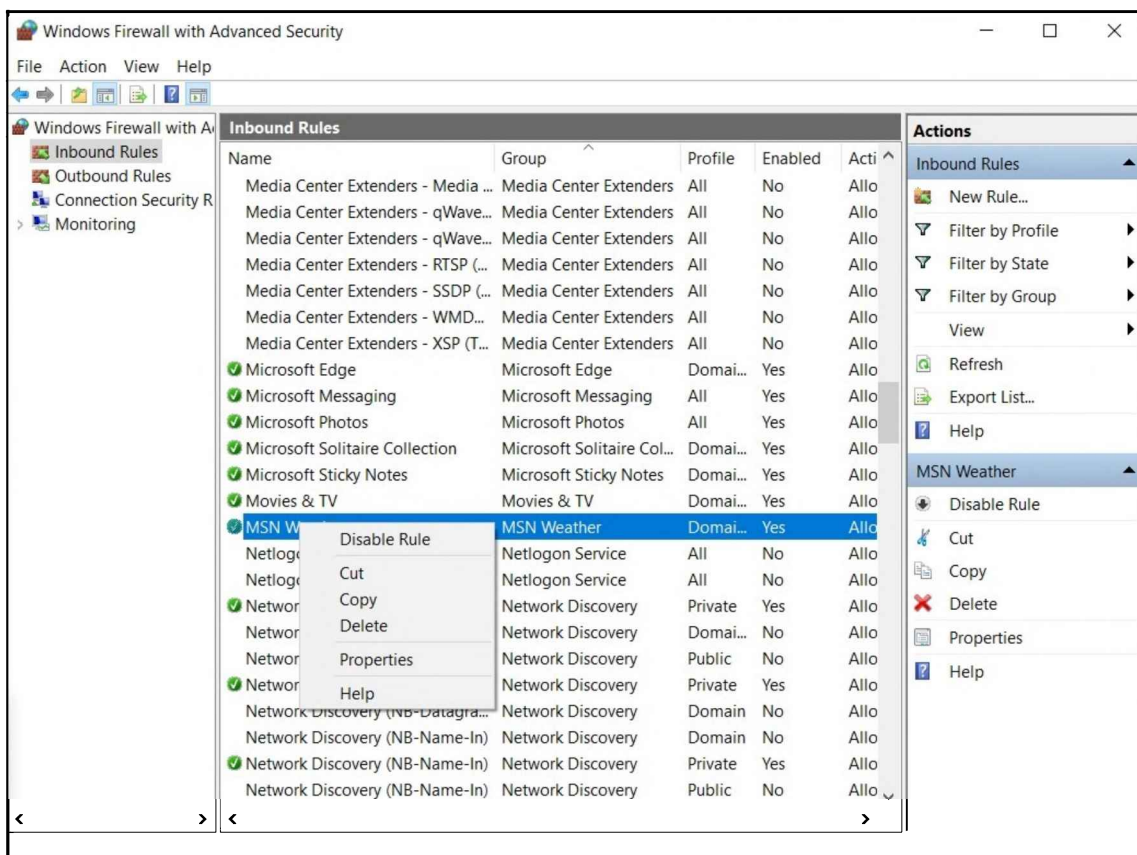 Windows Firewall with Advanced Security
File Action View Help
Windows Firewall with A
Inbound Rules
Outbound Rules
Connection Security R
Monitoring
Inbound Rules
Name Group Profile Enabled Acti
Media Center Extenders - Media ... Media Center Extenders All No Allo
Media Center Extenders - qWave... Media Center Extenders All No Allo
Media Center Extenders - qWave... Media Center Extenders All No Allo
Media Center Extenders - RTSP (... Media Center Extenders All No Allo
Media Center Extenders - SSDP (... Media Center Extenders All No Allo
Media Center Extenders - WMD... Media Center Extenders All No Allo
Media Center Extenders - XSP (T... Media Center Extenders All No Allo
Microsoft Edge Microsoft Edge Domai... Yes Allo
Microsoft Messaging Microsoft Messaging All Yes Allo
Microsoft Photos Microsoft Photos All Yes Allo
Microsoft Solitaire Collection Microsoft Solitaire Col... Domai... Yes Allo
Microsoft Sticky Notes Microsoft Sticky Notes Domai... Yes Allo
Movies & TV Movies & TV Domai... Yes Allo
MSN W MSN Weather Domai... Yes Allo
Netlog Netlogon Service All No Allo
Netlog Netlogon Service All No Allo
Networ Network Discovery Private Yes Allo
Networ Network Discovery Domai... No Allo
Networ Network Discovery Public No Allo
Networ Network Discovery Private Yes Allo
Network Discovery (NB-Datagra... Network Discovery Domain No Allo
Network Discovery (NB-Name-In) Network Discovery Domain No Allo
Network Discovery (NB-Name-In) Network Discovery Private Yes Allo
Network Discovery (NB-Name-In) Network Discovery Public No Allo
Disable Rule
Cut
Copy
Delete
Properties
Help
Actions
Inbound Rules
New Rule...
Filter by Profile
Filter by State
Filter by Group
View
Refresh
Export List...
Help
MSN Weather
Disable Rule
Cut
Copy
Delete
Properties
Help